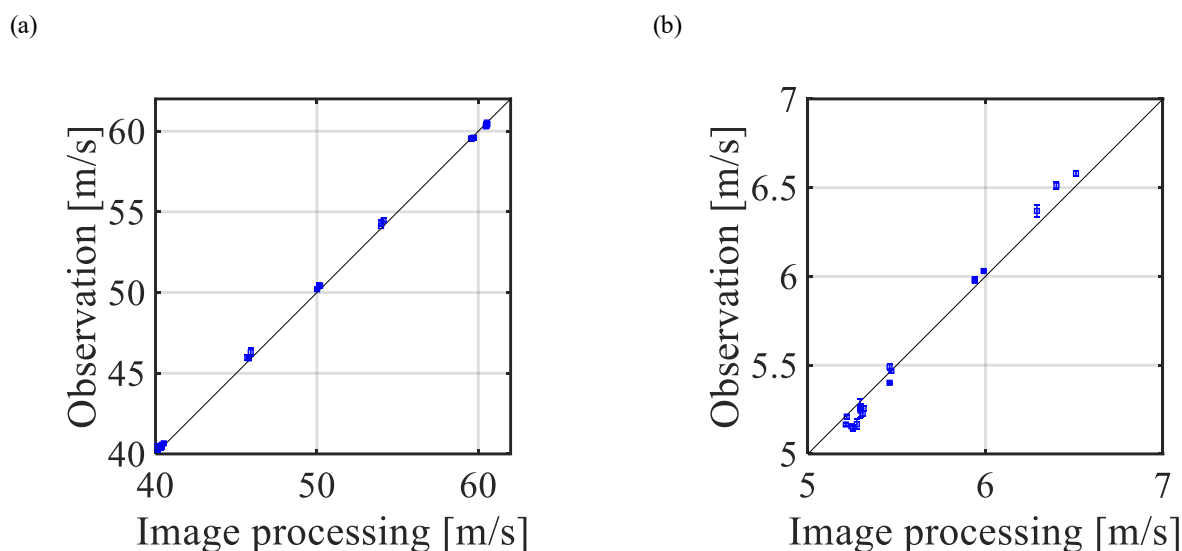 (a)
(b)
Observation [m/s]
60
55
50
45
40
40 50 60
Image processing [m/s]
Observation [m/s]
7
6.5
6
5.5
5
5 6 7
Image processing [m/s]